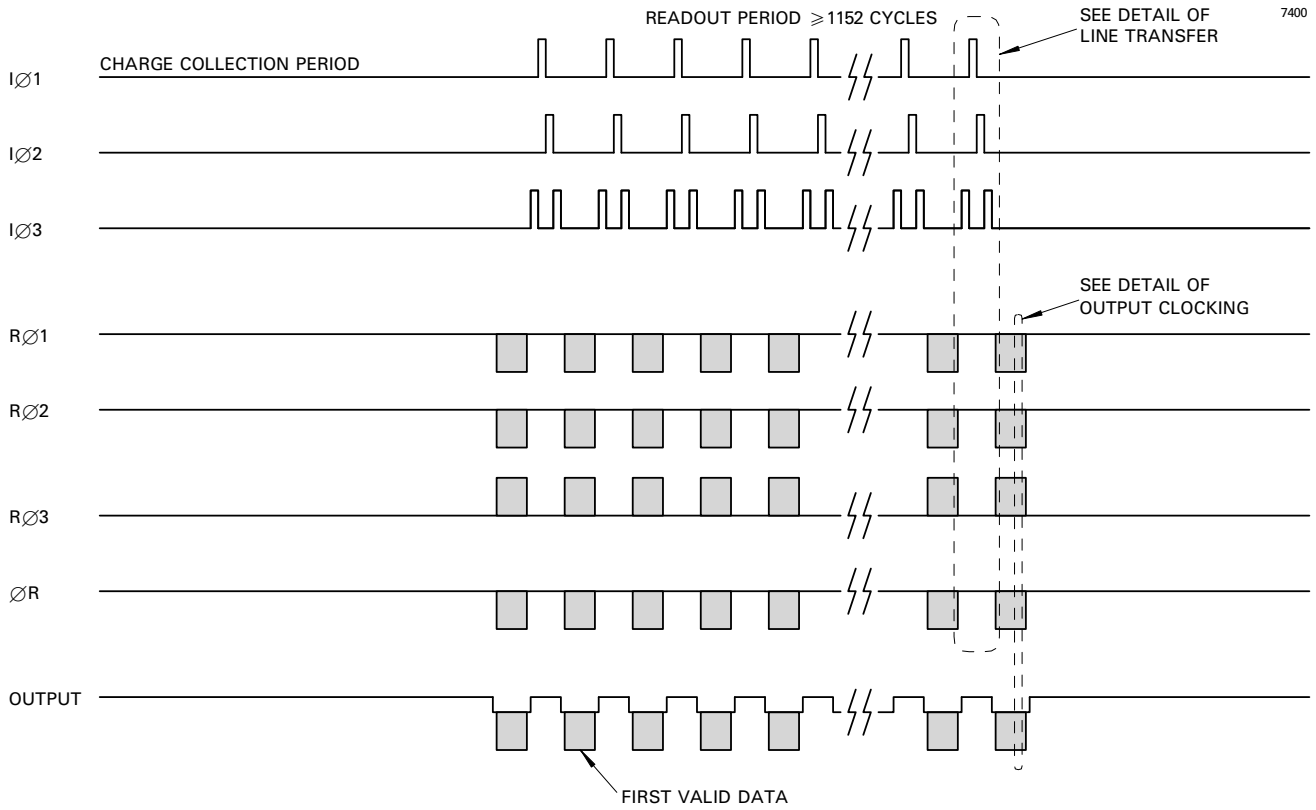 READOUT PERIOD ⩾1152 CYCLES
SEE DETAIL OF
LINE TRANSFER
7400
CHARGE COLLECTION PERIOD
I∅1
I∅2
I∅3
SEE DETAIL OF
OUTPUT CLOCKING
R∅1
R∅2
R∅3
∅R
OUTPUT
FIRST VALID DATA